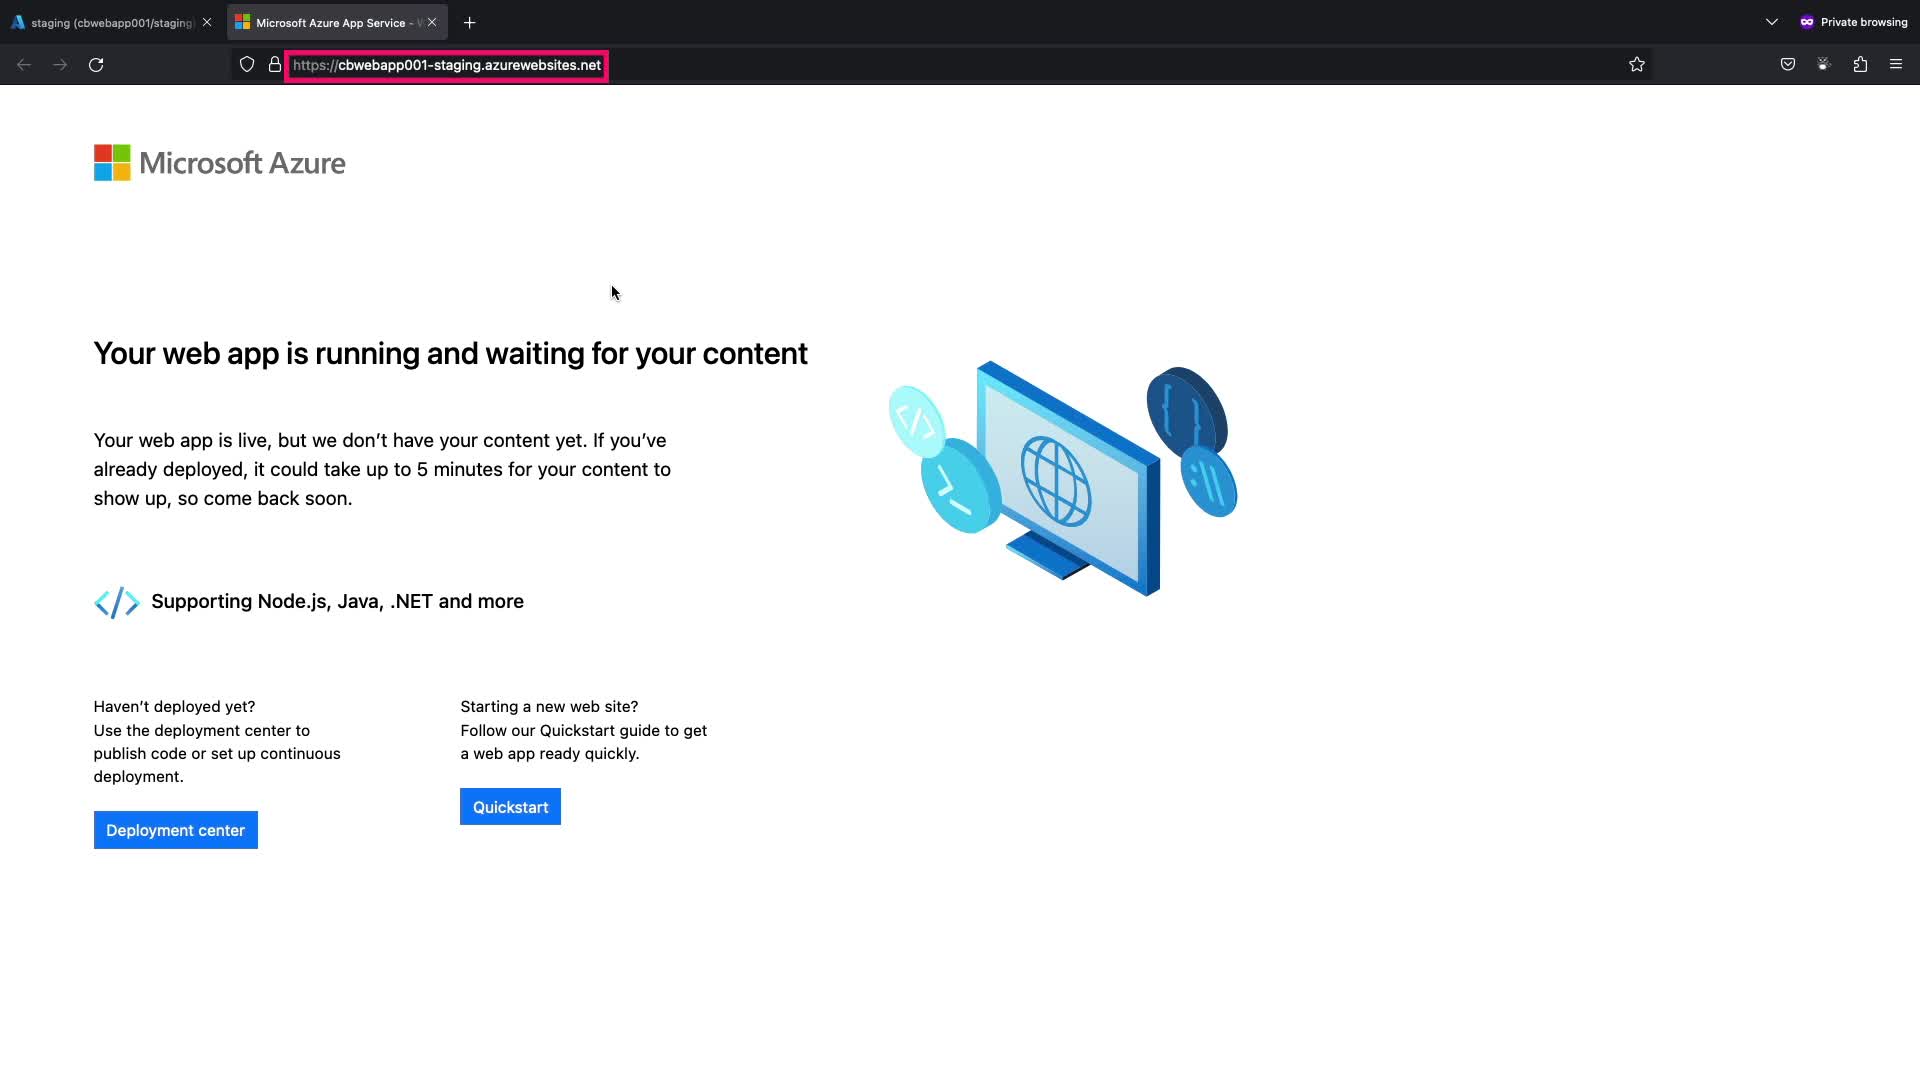 staging (cbwebapp001/staging)
Microsoft Azure App Service -
Private browsing
https://cbwebapp001-staging.azurewebsites.net
Microsoft Azure
Your web app is running and waiting for your content
Your web app is live, but we don’t have your content yet. If you’ve
already deployed, it could take up to 5 minutes for your content to
show up, so come back soon.
Supporting Node.js, Java, .NET and more
Haven’t deployed yet?
Use the deployment center to
publish code or set up continuous
deployment.
Deployment center
Starting a new web site?
Follow our Quickstart guide to get
a web app ready quickly.
Quickstart